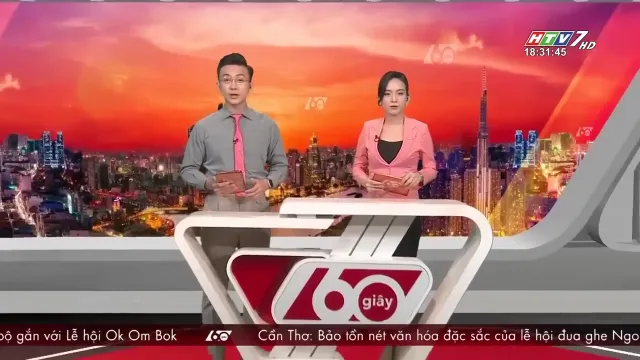 HTV7 HD
18:31:45
60 giây
bộ gắn với Lễ hội Ok Om Bok 60 Cần Thơ: Bảo tồn nét văn hóa đặc sắc của lễ hội đua ghe Ngo